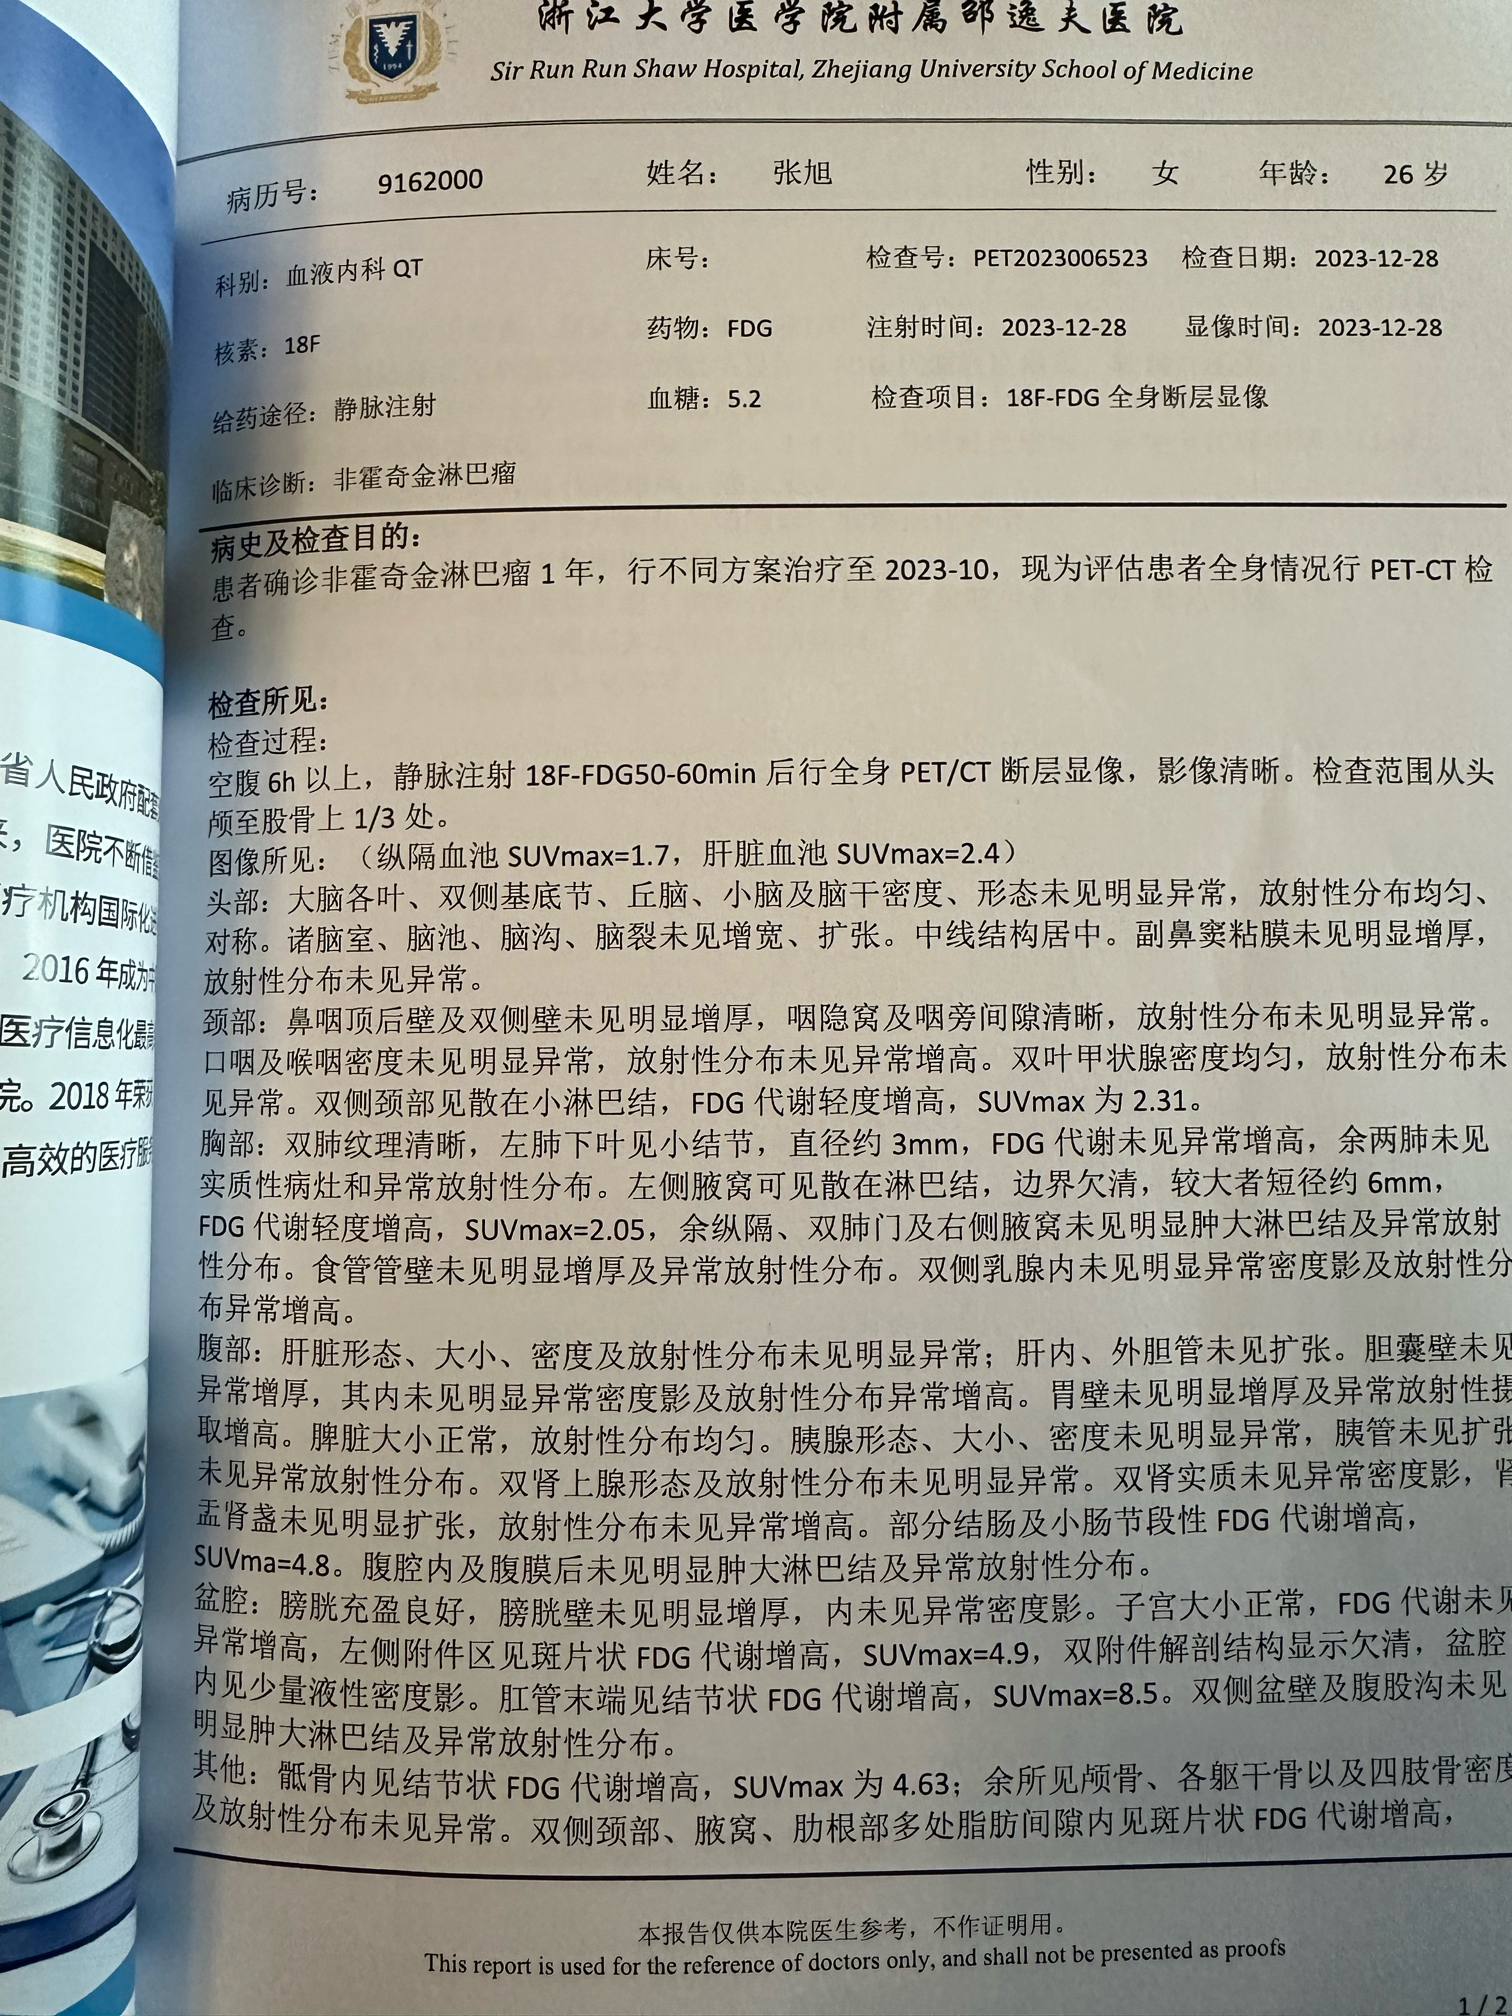 浙江大学医学院附属邵逸夫医院
Sir Run Run Shaw Hospital, Zhejiang University School of Medicine
1994
病历号： 9162000 姓名： 张旭 性别： 女 年龄： 26 岁
科别：血液内科 QT 床号： 检查号：PET2023006523 检查日期：2023-12-28
核素：18F 药物：FDG 注射时间：2023-12-28 显像时间：2023-12-28
给药途径：静脉注射 血糖：5.2 检查项目：18F-FDG 全身断层显像
临床诊断：非霍奇金淋巴瘤
病史及检查目的：
患者确诊非霍奇金淋巴瘤 1 年，行不同方案治疗至 2023-10，现为评估患者全身情况行 PET-CT 检
查。
检查所见：
检查过程：
空腹 6h 以上，静脉注射 18F-FDG50-60min 后行全身 PET/CT 断层显像，影像清晰。检查范围从头
颅至股骨上 1/3 处。
图像所见：（纵隔血池 SUVmax=1.7，肝脏血池 SUVmax=2.4）
头部：大脑各叶、双侧基底节、丘脑、小脑及脑干密度、形态未见明显异常，放射性分布均匀、
对称。诸脑室、脑池、脑沟、脑裂未见增宽、扩张。中线结构居中。副鼻窦粘膜未见明显增厚，
放射性分布未见异常。
颈部：鼻咽顶后壁及双侧壁未见明显增厚，咽隐窝及咽旁间隙清晰，放射性分布未见明显异常。
口咽及喉咽密度未见明显异常，放射性分布未见异常增高。双叶甲状腺密度均匀，放射性分布未
见异常。双侧颈部见散在小淋巴结，FDG 代谢轻度增高，SUVmax 为 2.31。
胸部：双肺纹理清晰，左肺下叶见小结节，直径约 3mm，FDG 代谢未见异常增高，余两肺未见
实质性病灶和异常放射性分布。左侧腋窝可见散在淋巴结，边界欠清，较大者短径约 6mm，
FDG 代谢轻度增高，SUVmax=2.05，余纵隔、双肺门及右侧腋窝未见明显肿大淋巴结及异常放射
性分布。食管管壁未见明显增厚及异常放射性分布。双侧乳腺内未见明显异常密度影及放射性分
布异常增高。
腹部：肝脏形态、大小、密度及放射性分布未见明显异常；肝内、外胆管未见扩张。胆囊壁未见
异常增厚，其内未见明显异常密度影及放射性分布异常增高。胃壁未见明显增厚及异常放射性摄
取增高。脾脏大小正常，放射性分布均匀。胰腺形态、大小、密度未见明显异常，胰管未见扩张
未见异常放射性分布。双肾上腺形态及放射性分布未见明显异常。双肾实质未见异常密度影，肾
盂肾盏未见明显扩张，放射性分布未见异常增高。部分结肠及小肠节段性 FDG 代谢增高，
SUVma=4.8。腹腔内及腹膜后未见明显肿大淋巴结及异常放射性分布。
盆腔：膀胱充盈良好，膀胱壁未见明显增厚，内未见异常密度影。子宫大小正常，FDG 代谢未见
异常增高，左侧附件区见斑片状 FDG 代谢增高，SUVmax=4.9，双附件解剖结构显示欠清，盆腔
内见少量液性密度影。肛管末端见结节状 FDG 代谢增高，SUVmax=8.5。双侧盆壁及腹股沟未见
明显肿大淋巴结及异常放射性分布。
其他：骶骨内见结节状 FDG 代谢增高，SUVmax 为 4.63；余所见颅骨、各躯干骨以及四肢骨密度
及放射性分布未见异常。双侧颈部、腋窝、肋根部多处脂肪间隙内见斑片状 FDG 代谢增高，
本报告仅供本院医生参考，不作证明用。
This report is used for the reference of doctors only, and shall not be presented as proofs
1 / 2
省人民政府配套
来，医院不断借
疗机构国际化
2016 年成为中
医疗信息化最高
院。2018 年荣
高效的医疗服